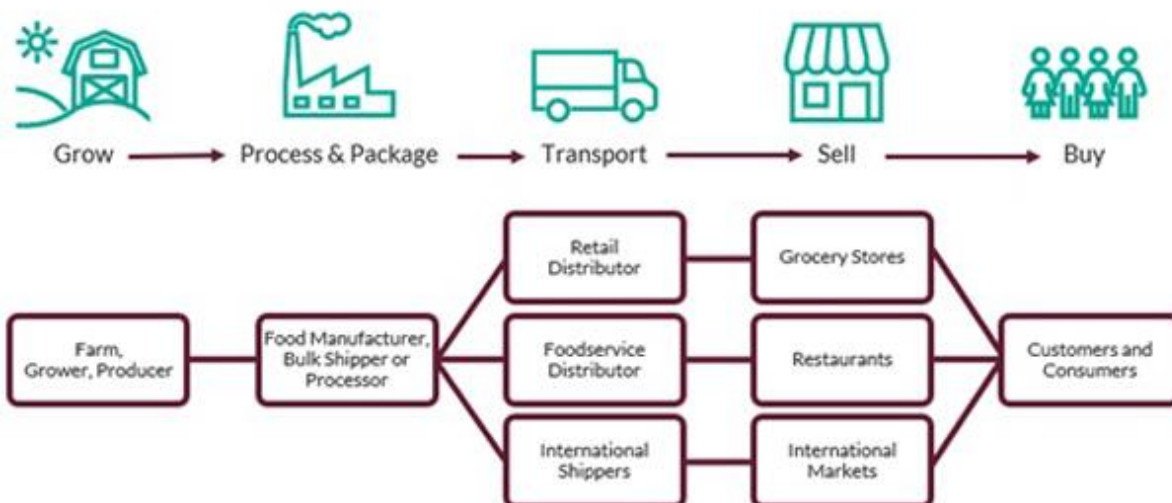 Grow
Process & Package
Transport
Sell
Buy
Farm,
Grower, Producer
Food Manufacturer,
Bulk Shipper or
Processor
Retail
Distributor
Foodservice
Distributor
International
Shippers
Grocery Stores
Restaurants
International
Markets
Customers and
Consumers